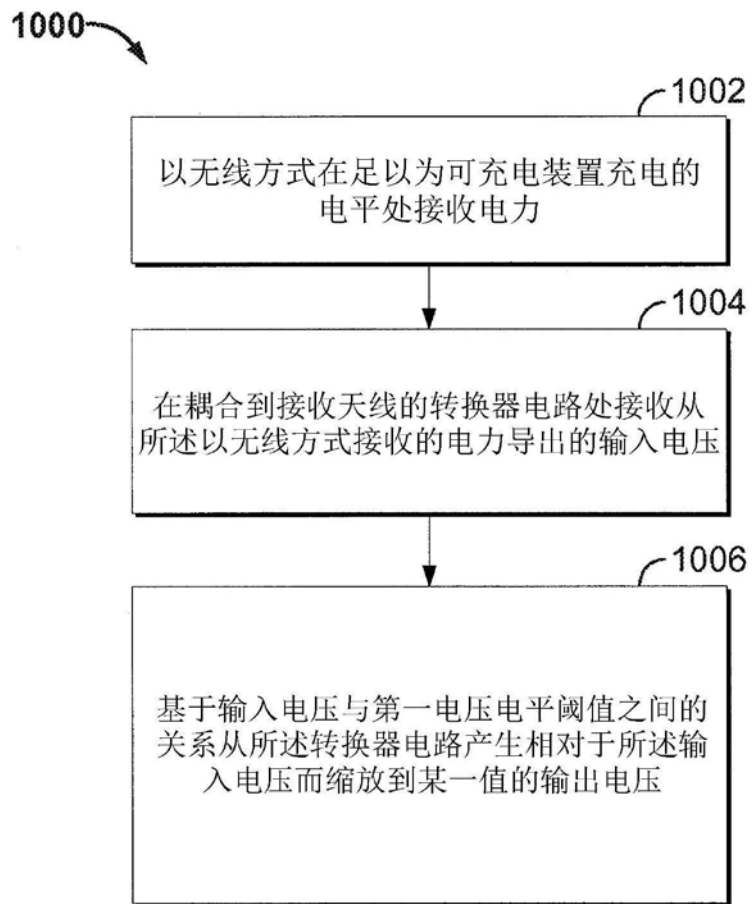 1000
1002
以无线方式在足以为可充电装置充电的
电平处接收电力
1004
在耦合到接收天线的转换器电路处接收从
所述以无线方式接收的电力导出的输入电压
1006
基于输入电压与第一电压电平阈值之间的
关系从所述转换器电路产生相对于所述输
入电压而缩放到某一值的输出电压